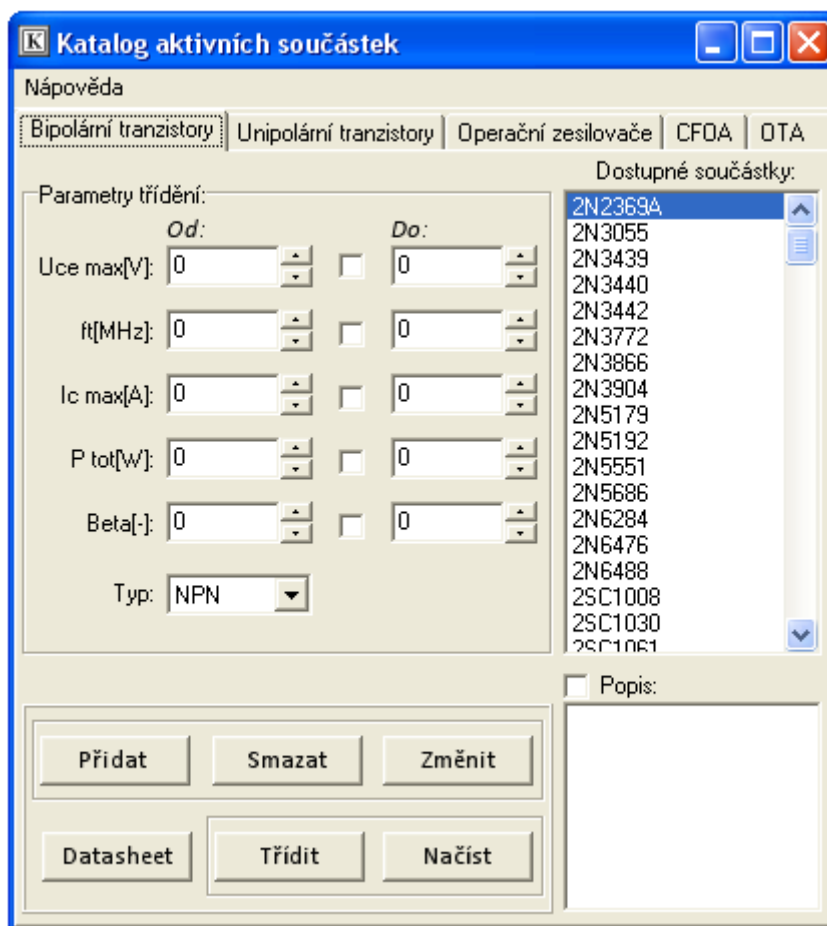 K Katalog aktivních součástek
Nápověda
Bipolární tranzistory Unipolární tranzistory Operační zesilovače CFOA OTA
Parametry třídění:
Od: Do:
Uce max[V]: 0 0
ft[MHz]: 0 0
Ic max[A]: 0 0
P tot[W]: 0 0
Beta[-]: 0 0
Typ: NPN
Dostupné součástky:
2N2369A
2N3055
2N3439
2N3440
2N3442
2N3772
2N3866
2N3904
2N5179
2N5192
2N5551
2N5686
2N6284
2N6476
2N6488
2SC1008
2SC1030
2SC1061
Popis:
Přidat Smazat Změnit
Datasheet Třídit Načíst